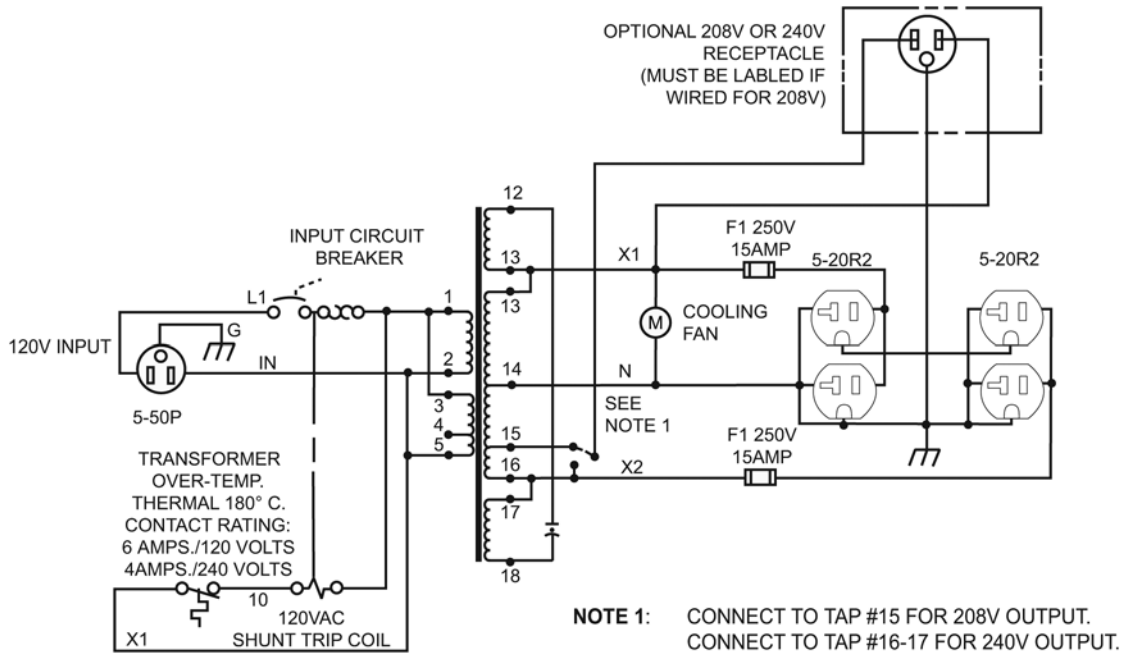 OPTIONAL 208V OR 240V
RECEPTACLE
(MUST BE LABLED IF
WIRED FOR 208V)
12
INPUT CIRCUIT
BREAKER
F1 250V
15AMP
13
X1
5-20R2
5-20R2
L1
1
13
120V INPUT
G
M
COOLING
FAN
IN
2
14
N
5-50P
3
SEE
NOTE 1
4
15
F1 250V
15AMP
5
16
X2
TRANSFORMER
OVER-TEMP.
THERMAL 180° C.
CONTACT RATING:
6 AMPS./120 VOLTS
4AMPS./240 VOLTS
17
18
10
120VAC
SHUNT TRIP COIL
X1
NOTE 1: CONNECT TO TAP #15 FOR 208V OUTPUT.
CONNECT TO TAP #16-17 FOR 240V OUTPUT.